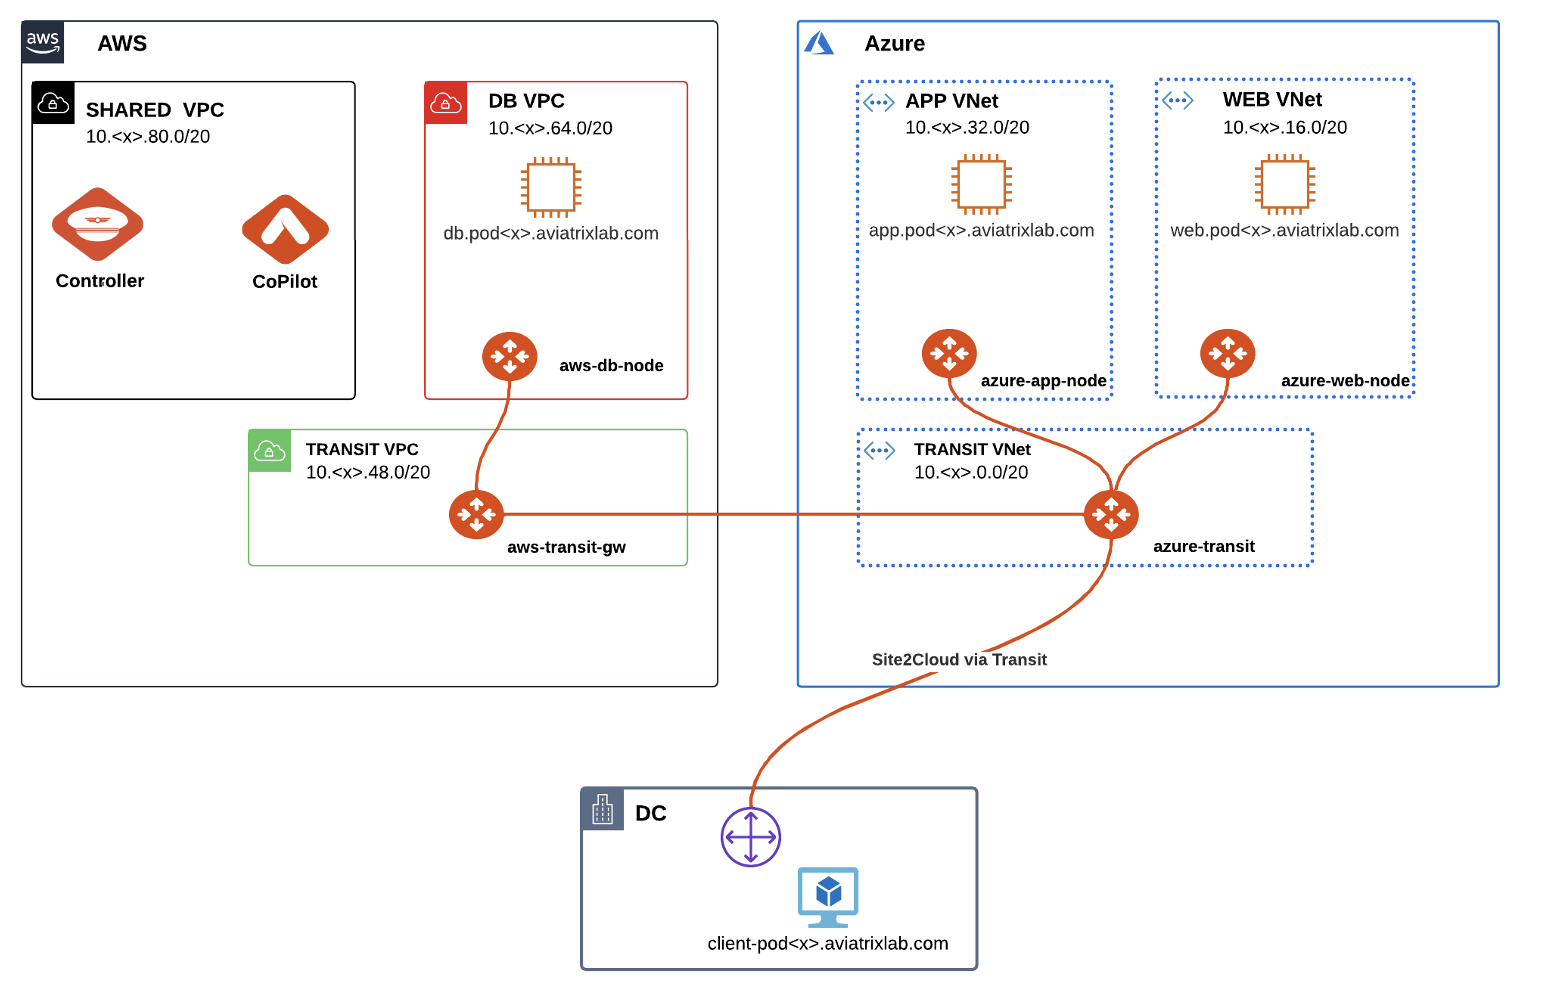 aws
AWS
SHARED VPC
10.<x>.80.0/20
Controller
CoPilot
DB VPC
10.<x>.64.0/20
db.pod<x>.aviatrixlab.com
aws-db-node
TRANSIT VPC
10.<x>.48.0/20
aws-transit-gw
Azure
APP VNet
10.<x>.32.0/20
app.pod<x>.aviatrixlab.com
azure-app-node
WEB VNet
10.<x>.16.0/20
web.pod<x>.aviatrixlab.com
azure-web-node
TRANSIT VNet
10.<x>.0.0/20
azure-transit
Site2Cloud via Transit
DC
client-pod<x>.aviatrixlab.com